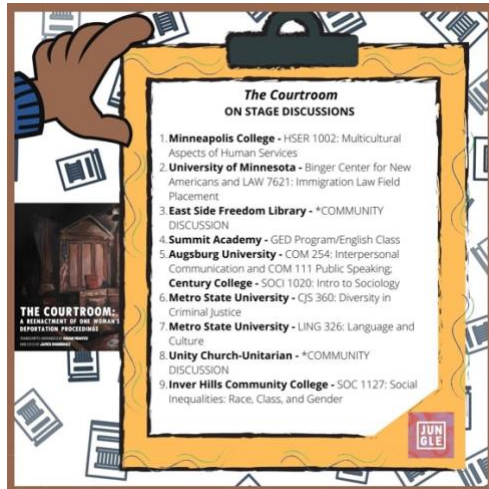 The Courtroom
ON STAGE DISCUSSIONS
1. Minneapolis College - HSER 1002: Multicultural
Aspects of Human Services
2. University of Minnesota - Binger Center for New
Americans and LAW 7621: Immigration Law Field
Placement
3. East Side Freedom Library - *COMMUNITY
DISCUSSION
4. Summit Academy - GED Program/English Class
5. Augsburg University - COM 254: Interpersonal
Communication and COM 111 Public Speaking;
Century College - SOCI 1020: Intro to Sociology
6. Metro State University - CJS 360: Diversity in
Criminal Justice
7. Metro State University - LING 326: Language and
Culture
8. Unity Church-Unitarian - *COMMUNITY
DISCUSSION
9. Inver Hills Community College - SOC 1127: Social
Inequalities: Race, Class, and Gender
THE COURTROOM:
A REENACTMENT OF ONE WOMAN'S
DEPORTATION PROCEEDINGS
JUN
GLE